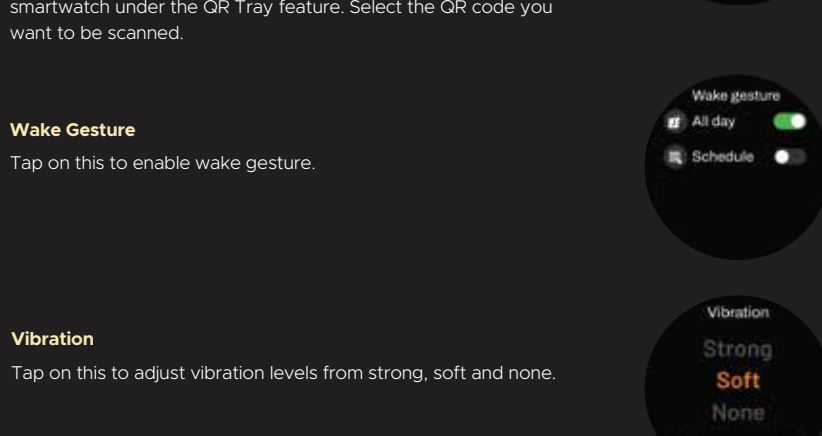 smartwatch under the QR Tray feature. Select the QR code you
want to be scanned.
Wake Gesture
Tap on this to enable wake gesture.
Wake gesture
All day
Schedule
Vibration
Tap on this to adjust vibration levels from strong, soft and none.
Vibration
Strong
Soft
None